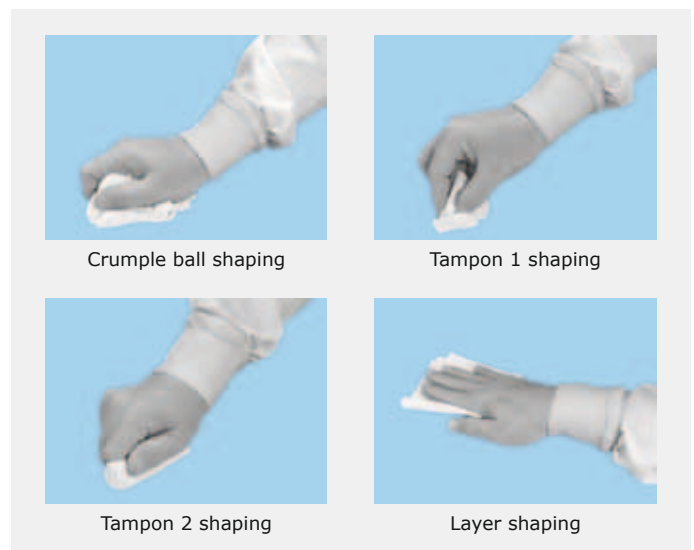 Crumple ball shaping
Tampon 1 shaping
Tampon 2 shaping
Layer shaping